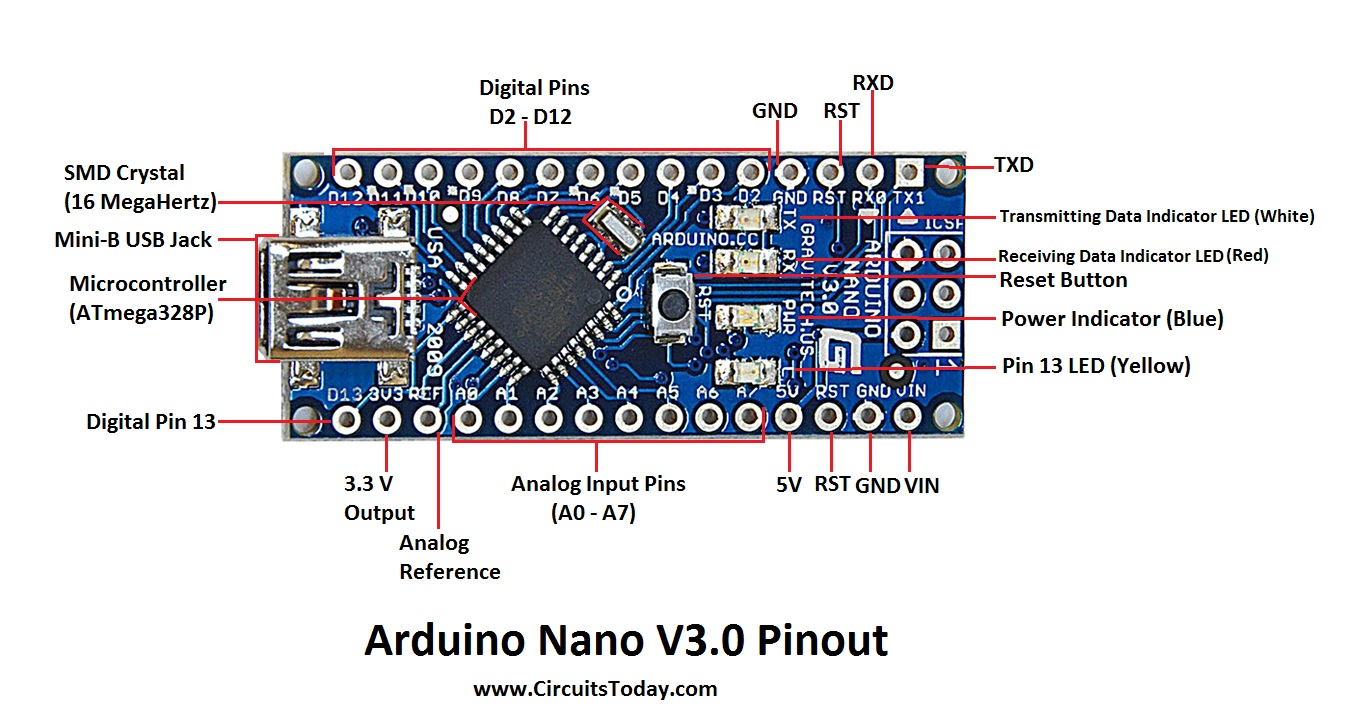 Digital Pins
D2 - D12
GND
RST
RXD
TXD
SMD Crystal
(16 MegaHertz)
Mini-B USB Jack
Microcontroller
(ATmega328P)
Digital Pin 13
D12 D11 D10 D9 D8 D7 D6 D5 D4 D3 D2 GND RST RX0 TX1
ICSP
ARDUINO.CC
USA
2009
TX
RX
PWR
L
RST
GRAVITECH.US
ARDUINO
NANO
V3.0
G
1
D13 3V3 REF A0 A1 A2 A3 A4 A5 A6 A7 5V RST GND VIN
Transmitting Data Indicator LED (White)
Receiving Data Indicator LED (Red)
Reset Button
Power Indicator (Blue)
Pin 13 LED (Yellow)
3.3 V
Output
Analog
Reference
Analog Input Pins
(A0 - A7)
5V
RST
GND
VIN
Arduino Nano V3.0 Pinout
www.CircuitsToday.com